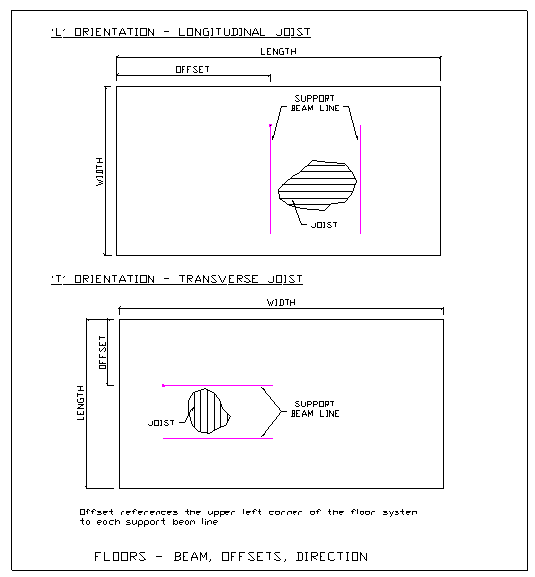 'L' ORIENTATION - LONGITUDINAL JOIST
LENGTH
OFFSET
SUPPORT
BEAM LINE
WIDTH
JOIST
'T' ORIENTATION - TRANSVERSE JOIST
WIDTH
OFFSET
LENGTH
SUPPORT
BEAM LINE
JOIST
Offset references the upper left corner of the floor system
to each support beam line
FLOORS - BEAM, OFFSETS, DIRECTION